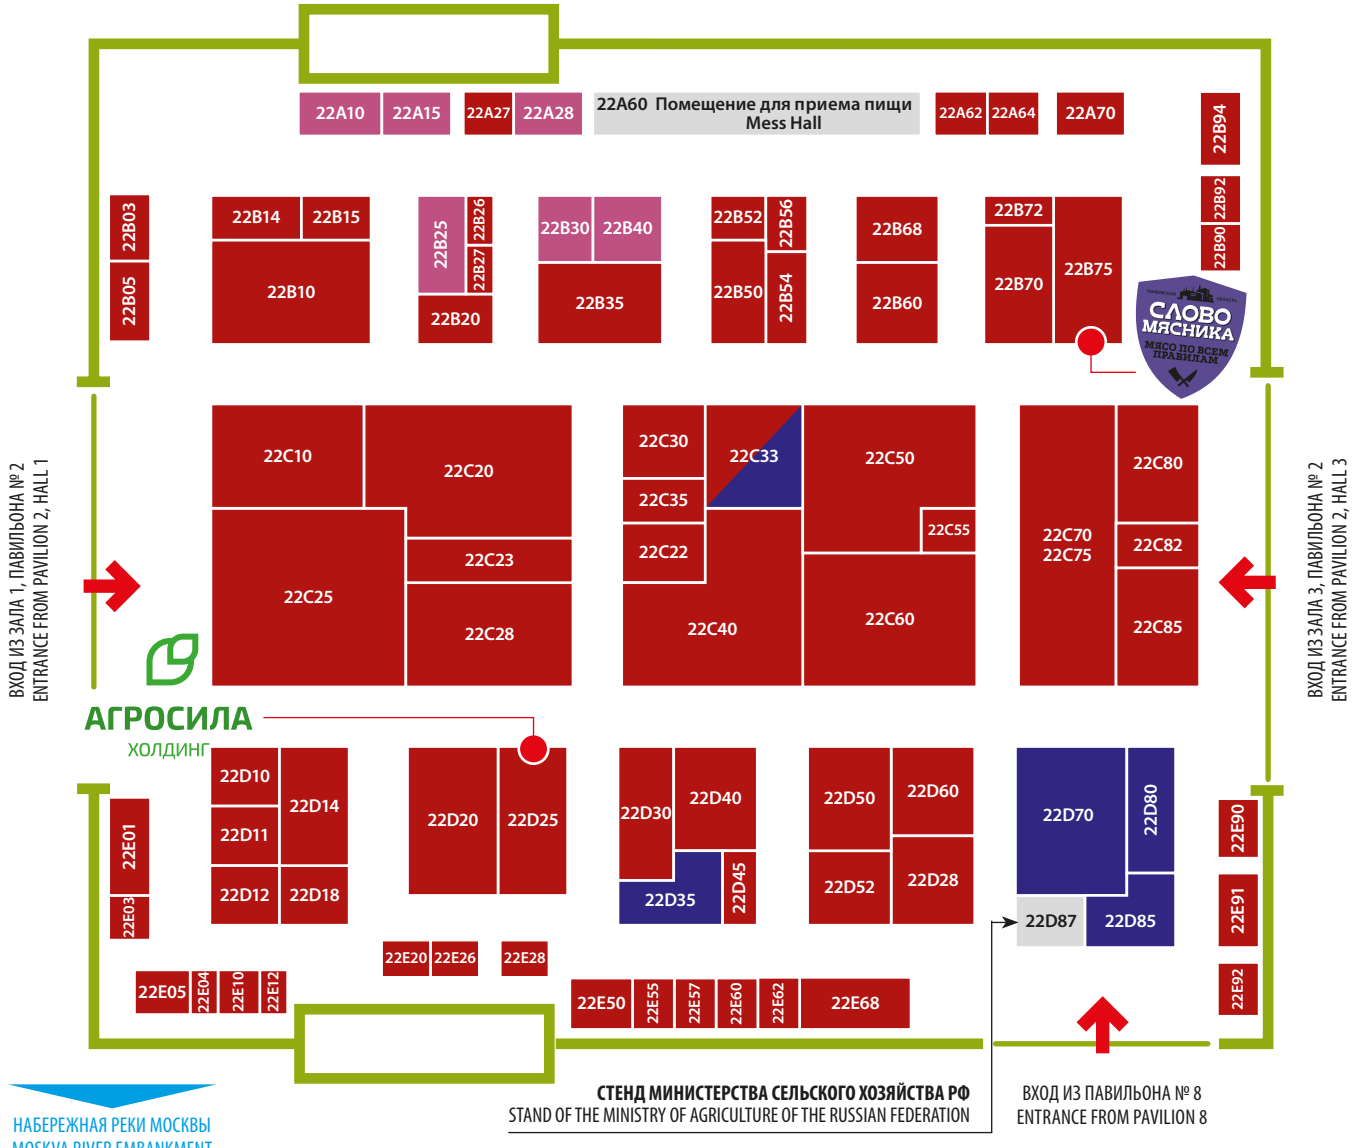 22A10
22A15
22A27
22A28
22A60 Помещение для приема пищи
Mess Hall
22A62
22A64
22A70
22B94
22B92
22B90
22B03
22B05
22B14
22B15
22B10
22B25
22B26
22B27
22B20
22B30
22B40
22B35
22B52
22B56
22B50
22B54
22B68
22B60
22B72
22B70
22B75
ТАМБОВСКАЯ ОБЛАСТЬ
СЛОВО
МЯСНИКА
МЯСО ПО ВСЕМ
ПРАВИЛАМ
ВХОД ИЗ ЗАЛА 1, ПАВИЛЬОНА № 2
ENTRANCE FROM PAVILION 2, HALL 1
22C10
22C20
22C25
22C23
22C28
22C30
22C33
22C35
22C22
22C40
22C50
22C55
22C60
22C70
22C75
22C80
22C82
22C85
ВХОД ИЗ ЗАЛА 3, ПАВИЛЬОНА № 2
ENTRANCE FROM PAVILION 2, HALL 3
АГРОСИЛА
ХОЛДИНГ
22D10
22D14
22D11
22D12
22D18
22D20
22D25
22D30
22D40
22D35
22D45
22D50
22D60
22D52
22D28
22D70
22D80
22D87
22D85
22E01
22E03
22E90
22E91
22E92
22E05
22E04
22E10
22E12
22E20
22E26
22E28
22E50
22E55
22E57
22E60
22E62
22E68
СТЕНД МИНИСТЕРСТВА СЕЛЬСКОГО ХОЗЯЙСТВА РФ
STAND OF THE MINISTRY OF AGRICULTURE OF THE RUSSIAN FEDERATION
ВХОД ИЗ ПАВИЛЬОНА № 8
ENTRANCE FROM PAVILION 8
НАБЕРЕЖНАЯ РЕКИ МОСКВЫ
MOSKVA RIVER EMBANKMENT